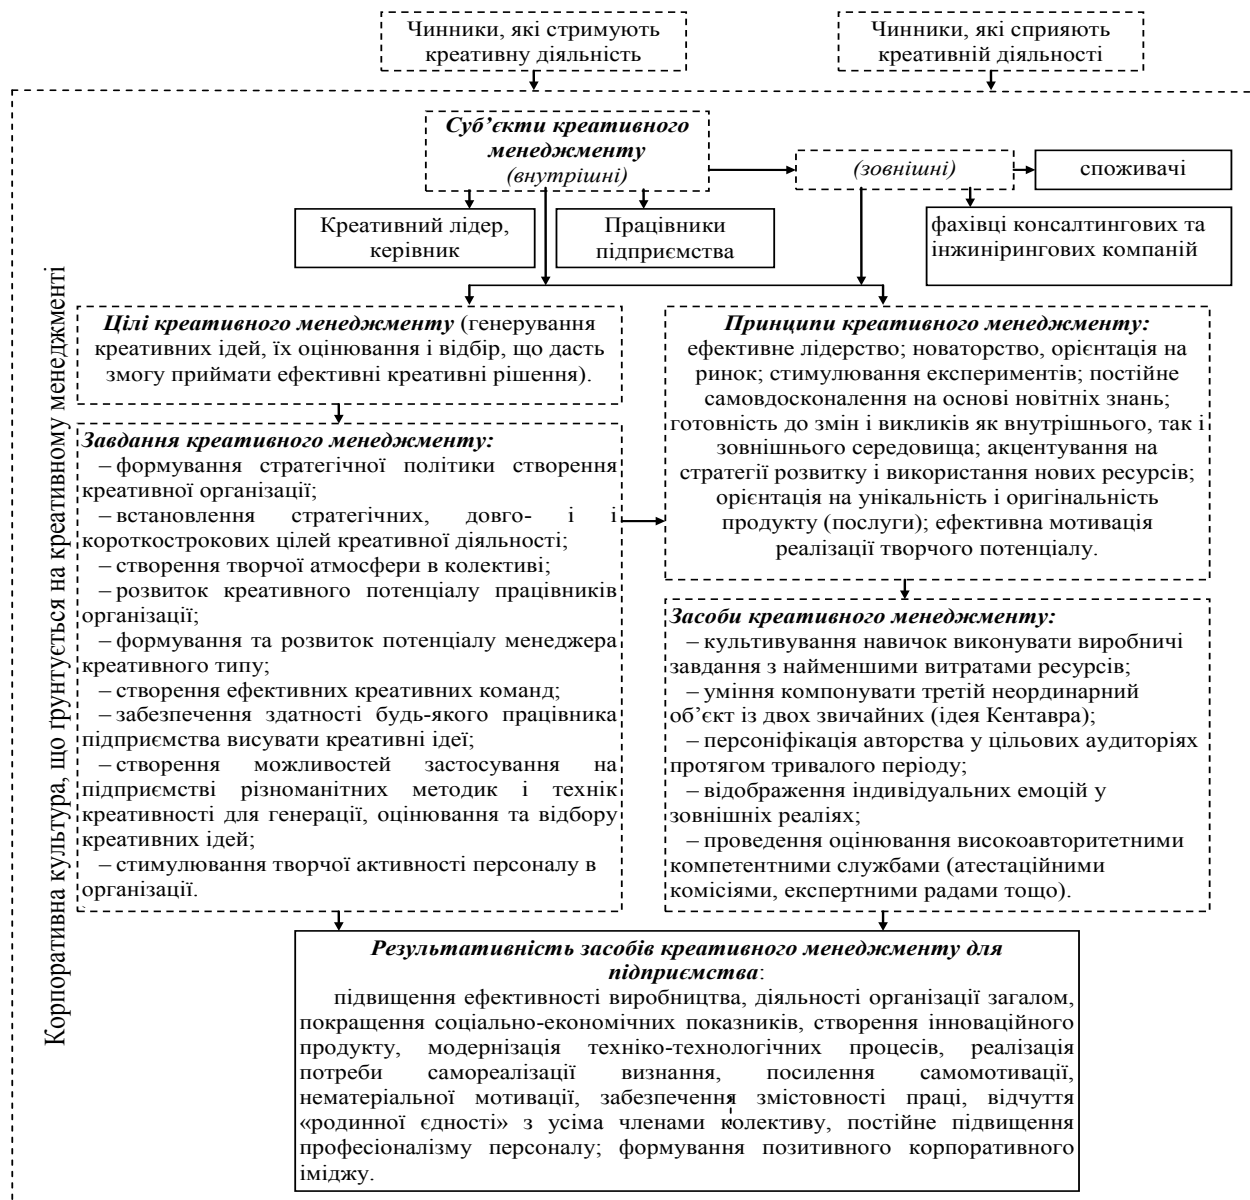 Чинники, які стримують
креативну діяльність
Чинники, які сприяють
креативній діяльності
Суб’єкти креативного
менеджменту
(внутрішні)
(зовнішні)
споживачі
Креативний лідер,
керівник
Працівники
підприємства
фахівці консалтингових та
інжинірингових компаній
Корпоративна культура, що ґрунтується на креативному менеджменті
Цілі креативного менеджменту (генерування
креативних ідей, їх оцінювання і відбір, що дасть
змогу приймати ефективні креативні рішення).
Принципи креативного менеджменту:
ефективне лідерство; новаторство, орієнтація на
ринок; стимулювання експериментів; постійне
самовдосконалення на основі новітніх знань;
готовність до змін і викликів як внутрішнього, так і
зовнішнього середовища; акцентування на
стратегії розвитку і використання нових ресурсів;
орієнтація на унікальність і оригінальність
продукту (послуги); ефективна мотивація
реалізації творчого потенціалу.
Завдання креативного менеджменту:
– формування стратегічної політики створення
креативної організації;
– встановлення стратегічних, довго- і і
короткострокових цілей креативної діяльності;
– створення творчої атмосфери в колективі;
– розвиток креативного потенціалу працівників
організації;
– формування та розвиток потенціалу менеджера
креативного типу;
– створення ефективних креативних команд;
– забезпечення здатності будь-якого працівника
підприємства висувати креативні ідеї;
– створення можливостей застосування на
підприємстві різноманітних методик і технік
креативності для генерації, оцінювання та відбору
креативних ідей;
– стимулювання творчої активності персоналу в
організації.
Засоби креативного менеджменту:
– культивування навичок виконувати виробничі
завдання з найменшими витратами ресурсів;
– уміння компонувати третій неординарний
об’єкт із двох звичайних (ідея Кентавра);
– персоніфікація авторства у цільових аудиторіях
протягом тривалого періоду;
– відображення індивідуальних емоцій у
зовнішніх реаліях;
– проведення оцінювання високоавторитетними
компетентними службами (атестаційними
комісіями, експертними радами тощо).
Результативність засобів креативного менеджменту для
підприємства:
підвищення ефективності виробництва, діяльності організації загалом,
покращення соціально-економічних показників, створення інноваційного
продукту, модернізація техніко-технологічних процесів, реалізація
потреби самореалізації визнання, посилення самомотивації,
нематеріальної мотивації, забезпечення змістовності праці, відчуття
«родинної єдності» з усіма членами колективу, постійне підвищення
професіоналізму персоналу; формування позитивного корпоративного
іміджу.